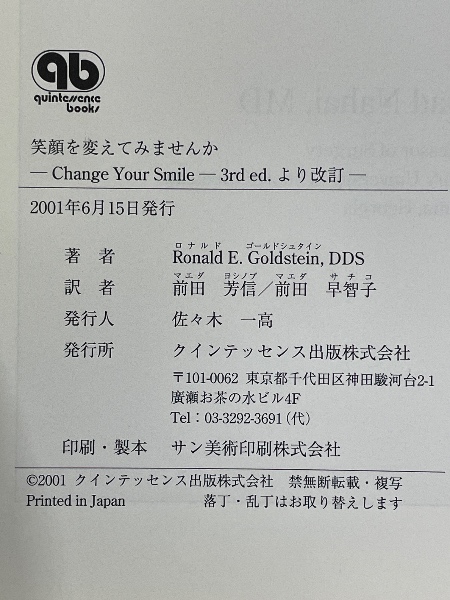 qb
quintessence
books
笑顔を変えてみませんか
— Change Your Smile — 3rd ed. より改訂 —
2001年6月15日発行
ロナルド ゴールドシュタイン
著者 Ronald E. Goldstein, DDS
マエダ ヨシノブ マエダ サチコ
訳者 前田 芳信／前田 早智子
発行人 佐々木 一高
発行所 クインテッセンス出版株式会社
〒101-0062 東京都千代田区神田駿河台2-1
廣瀬お茶の水ビル4F
Tel : 03-3292-3691 (代)
印刷・製本 サン美術印刷株式会社
©2001 クインテッセンス出版株式会社 禁無断転載・複写
Printed in Japan 落丁・乱丁はお取り替えします